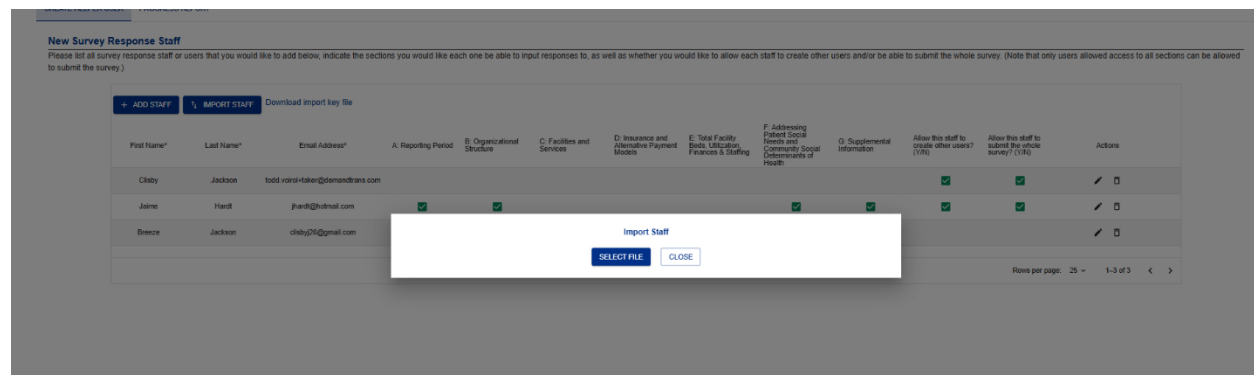 CREATE HELPER USER PROGRESS REPORT
New Survey Response Staff
Please list all survey response staff or users that you would like to add below, indicate the sections you would like each one be able to input responses to, as well as whether you would like to allow each staff to create other users and/or be able to submit the whole survey. (Note that only users allowed access to all sections can be allowed
to submit the survey.)
+ ADD STAFF IMPORT STAFF Download import key file
First Name* Last Name* Email Address* A: Reporting Period B: Organizational Structure C: Facilities and Services D: Insurance and Alternative Payment Models E: Total Facility Beds, Utilization, Finances & Staffing F: Addressing Patient Social Needs and Community Social Determinants of Health G: Supplemental Information Allow this staff to create other users? (Y/N) Allow this staff to submit the whole survey? (Y/N) Actions
Clisby Jackson todd.voirol+taker@demandtrans.com
Jaime Hardt jhardt@hotmail.com
Breeze Jackson clisbyj26@gmail.com
Import Staff
SELECT FILE CLOSE
Rows per page: 25 1–3 of 3